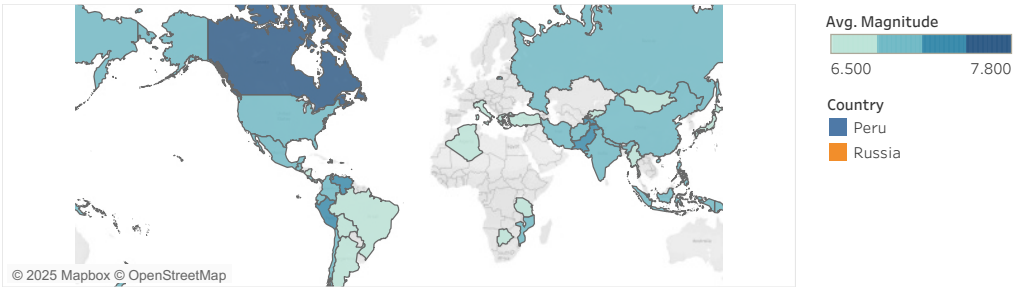 Avg. Magnitude
6.500 7.800
Country
Peru
Russia
© 2025 Mapbox © OpenStreetMap